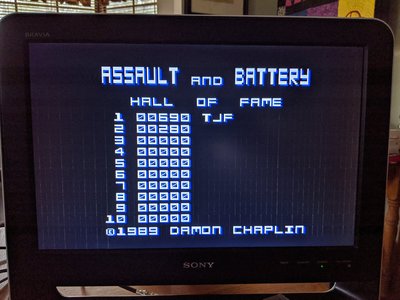 BRAVIA
ASSAULT AND BATTERY
HALL OF FAME
1 00690 TJF
2 00280
3 00000
4 00000
5 00000
6 00000
7 00000
8 00000
9 00000
10 00000
©1989 DAMON CHAPLIN
SONY